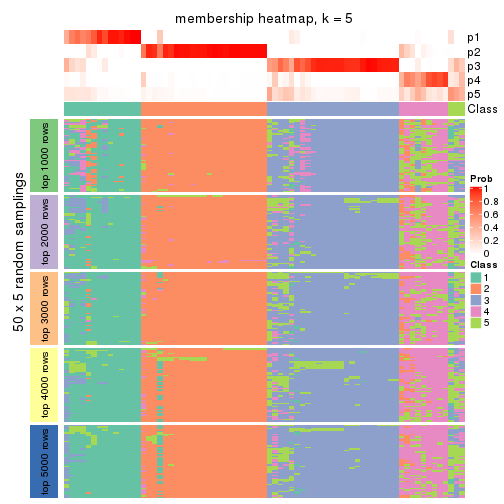 membership heatmap, k = 5
p1
p2
p3
p4
p5
Class
50 x 5 random samplings
top 1000 rows
top 2000 rows
top 3000 rows
top 4000 rows
top 5000 rows
Prob
1
0.8
0.6
0.4
0.2
0
Class
1
2
3
4
5